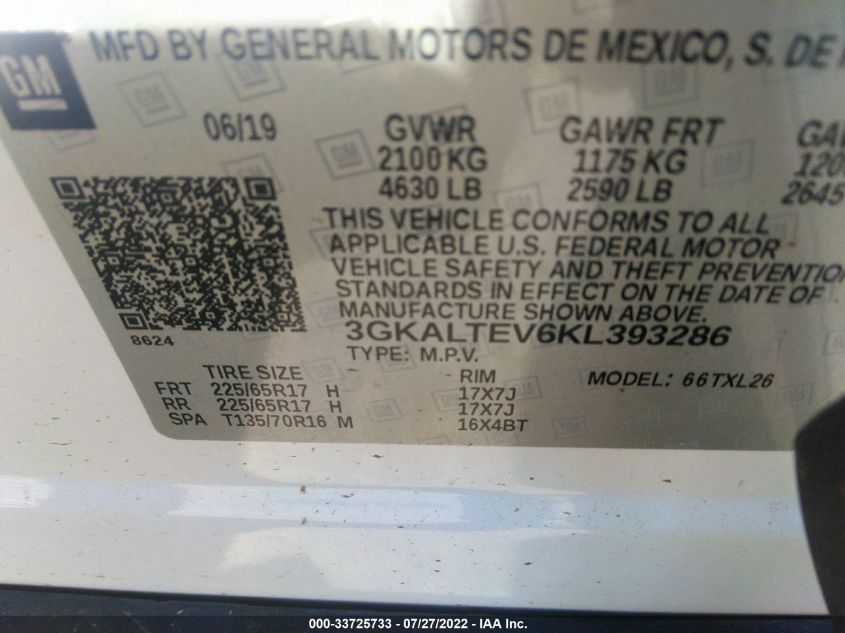 GM
MFD BY GENERAL MOTORS DE MEXICO, S. DE
06/19 GVWR GAWR FRT
2100 KG 1175 KG
4630 LB 2590 LB 2645
THIS VEHICLE CONFORMS TO ALL
APPLICABLE U.S. FEDERAL MOTOR
VEHICLE SAFETY AND THEFT PREVENTION
STANDARDS IN EFFECT ON THE DATE OF
MANUFACTURE SHOWN ABOVE.
3GKALTEV6KL393286
8624
TYPE: M.P.V.
TIRE SIZE RIM MODEL: 66TXL26
FRT 225/65R17 H 17X7J
RR 225/65R17 H 17X7J
SPA T135/70R16 M 16X4BT
000-33725733 / 07/27/2022 - IAA Inc.